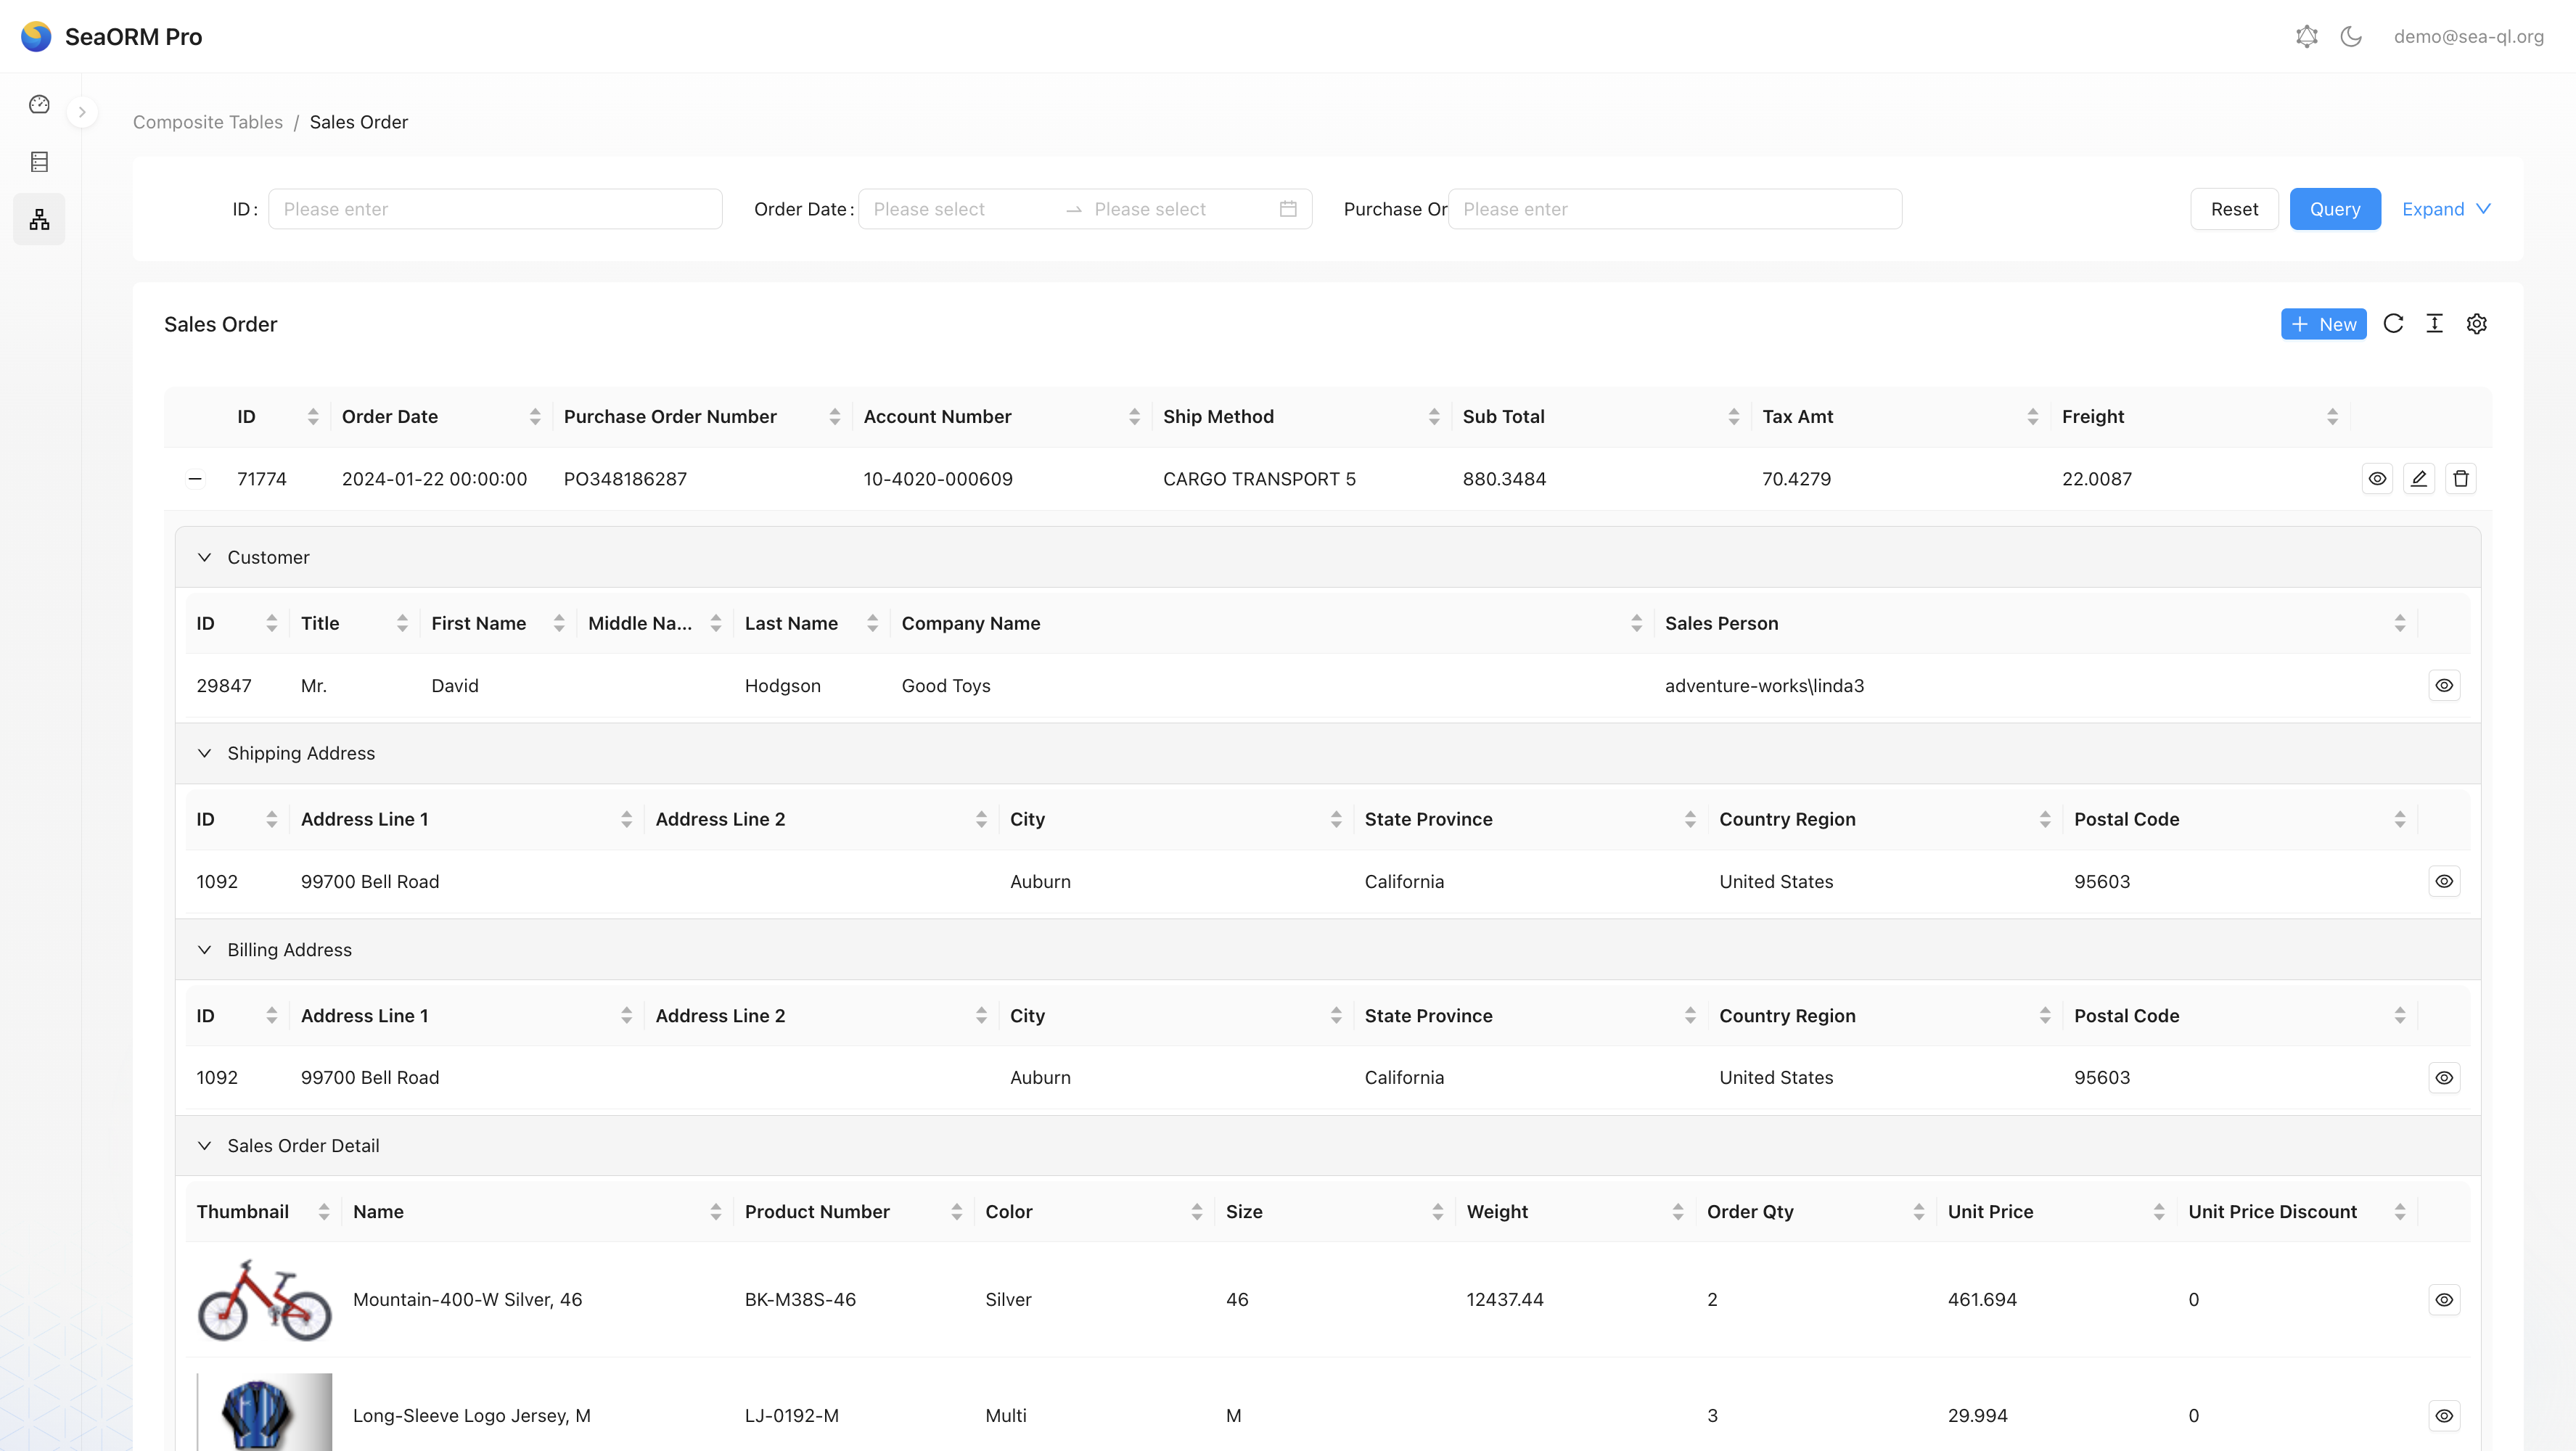 SeaORM Pro
demo@sea-ql.org
Composite Tables / Sales Order
ID : Please enter Order Date : Please select Please select Purchase Or Please enter Reset Query Expand
Sales Order
New
ID Order Date Purchase Order Number Account Number Ship Method Sub Total Tax Amt Freight
71774 2024-01-22 00:00:00 PO348186287 10-4020-000609 CARGO TRANSPORT 5 880.3484 70.4279 22.0087
Customer
ID Title First Name Middle Na... Last Name Company Name Sales Person
29847 Mr. David Hodgson Good Toys adventure-works\linda3
Shipping Address
ID Address Line 1 Address Line 2 City State Province Country Region Postal Code
1092 99700 Bell Road Auburn California United States 95603
Billing Address
ID Address Line 1 Address Line 2 City State Province Country Region Postal Code
1092 99700 Bell Road Auburn California United States 95603
Sales Order Detail
Thumbnail Name Product Number Color Size Weight Order Qty Unit Price Unit Price Discount
Mountain-400-W Silver, 46 BK-M38S-46 Silver 46 12437.44 2 461.694 0
Long-Sleeve Logo Jersey, M LJ-0192-M Multi M 3 29.994 0